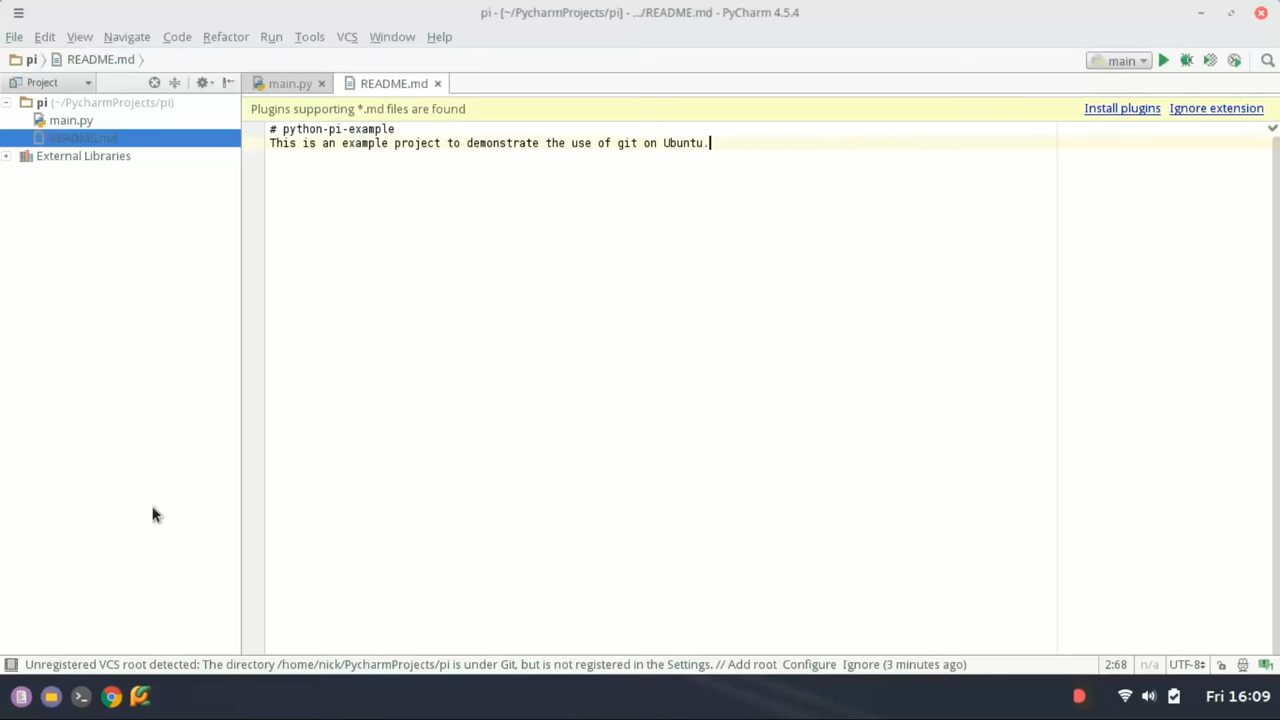 pi - [~/PycharmProjects/pi] - .../README.md - PyCharm 4.5.4
File Edit View Navigate Code Refactor Run Tools VCS Window Help
pi README.md main
Project main.py README.md
Plugins supporting *.md files are found Install plugins Ignore extension
pi (~/PycharmProjects/pi)
main.py
README.md
External Libraries
# python-pi-example
This is an example project to demonstrate the use of git on Ubuntu.
Unregistered VCS root detected: The directory /home/nick/PycharmProjects/pi is under Git, but is not registered in the Settings. // Add root Configure Ignore (3 minutes ago) 2:68 n/a UTF-8
Fri 16:09